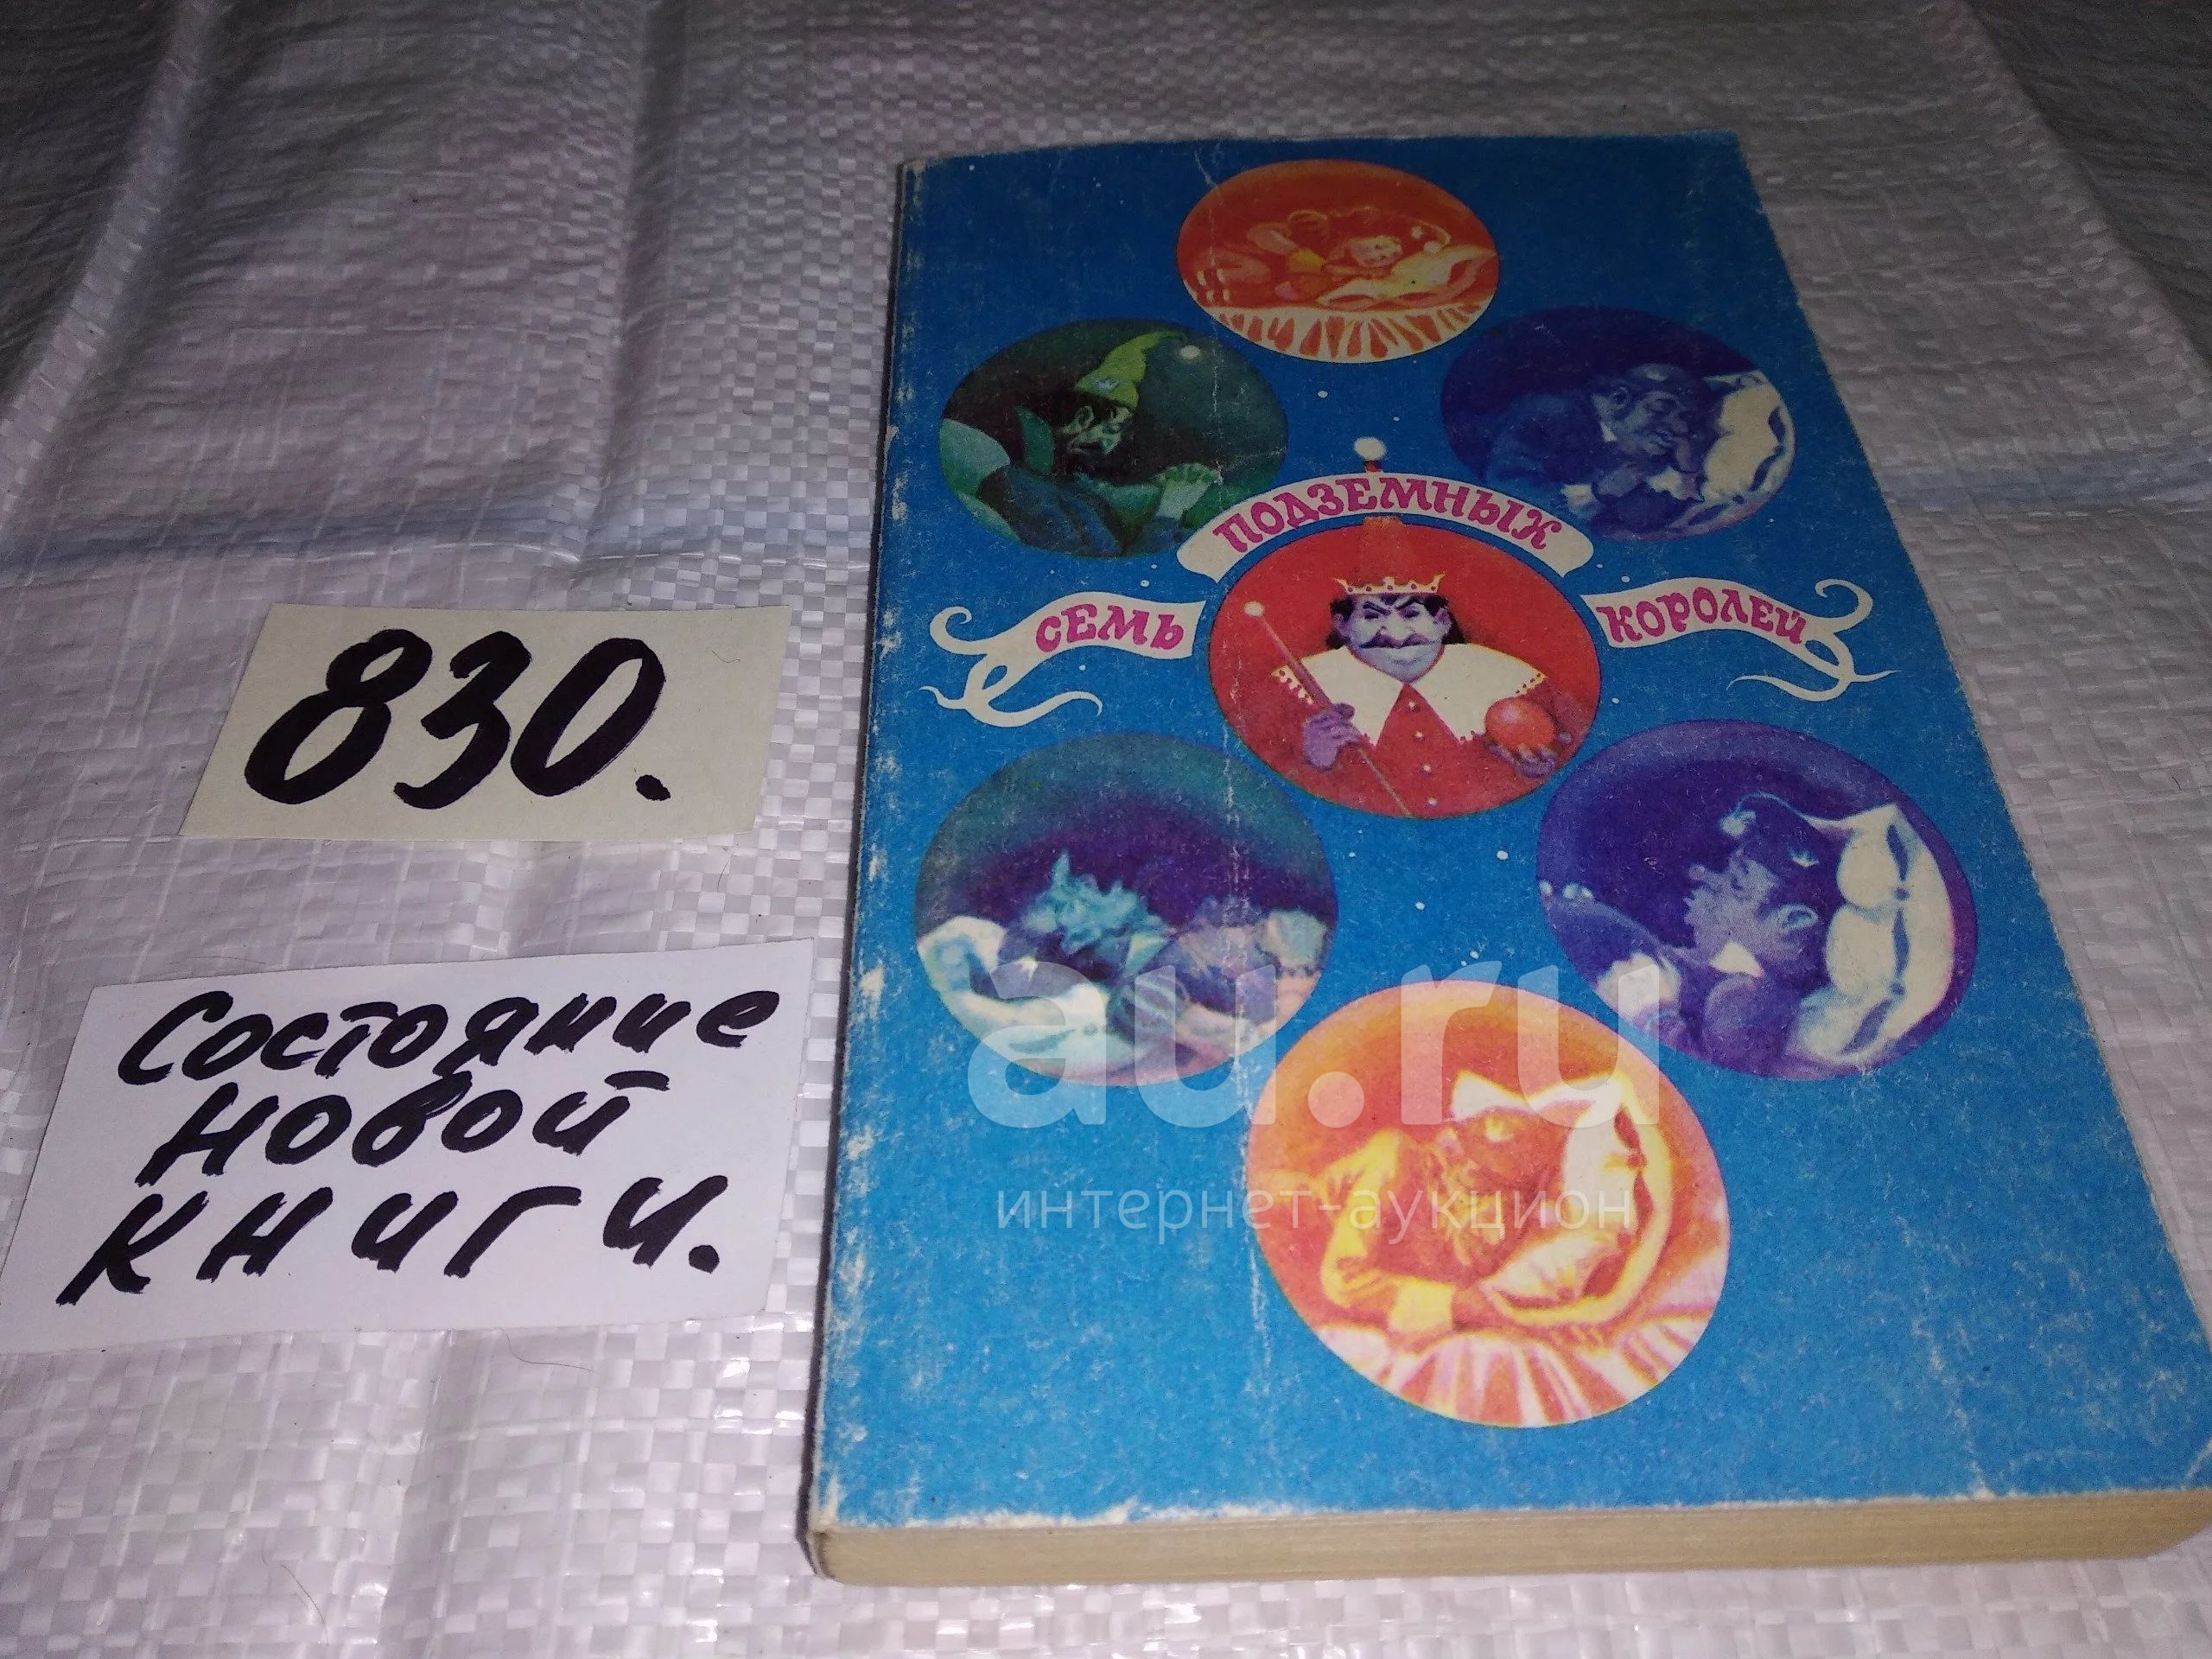 830.
Состояние
новой
книги.
ПОДЗЕМНЫХ
СЕМЬ
КОРОЛЕЙ
au.ru
интернет-аукцион